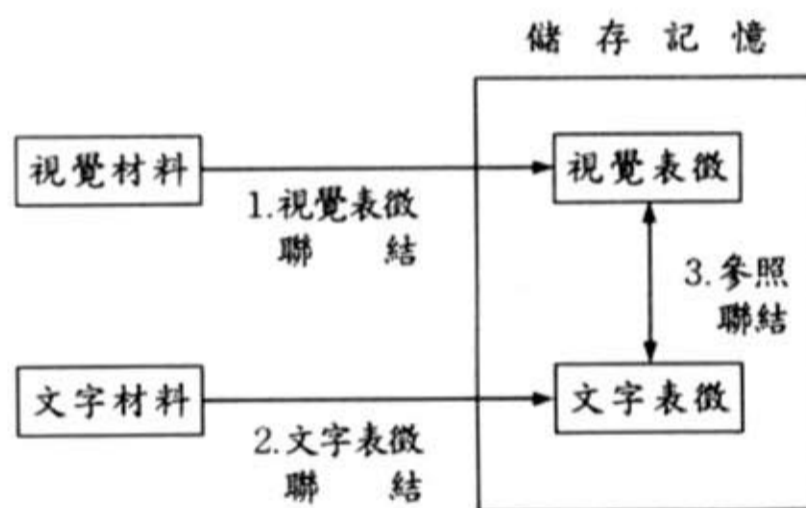 儲存記憶
視覺材料
視覺表徵
1.視覺表徵
聯結
3.參照
聯結
文字材料
文字表徵
2.文字表徵
聯結